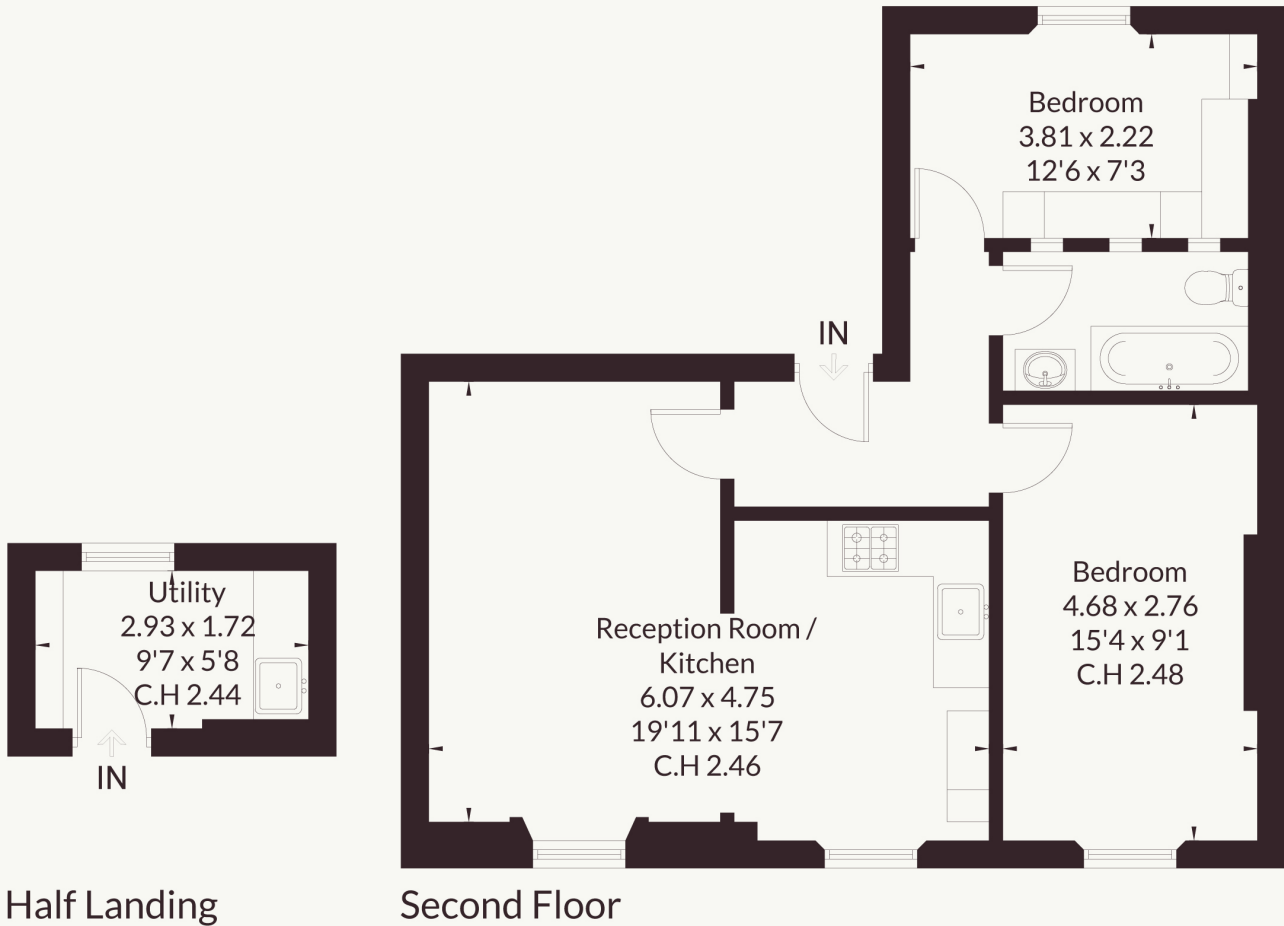 Bedroom
3.81 x 2.22
12'6 x 7'3
IN
Utility
2.93 x 1.72
9'7 x 5'8
C.H 2.44
IN
Reception Room /
Kitchen
6.07 x 4.75
19'11 x 15'7
C.H 2.46
Bedroom
4.68 x 2.76
15'4 x 9'1
C.H 2.48
Half Landing
Second Floor